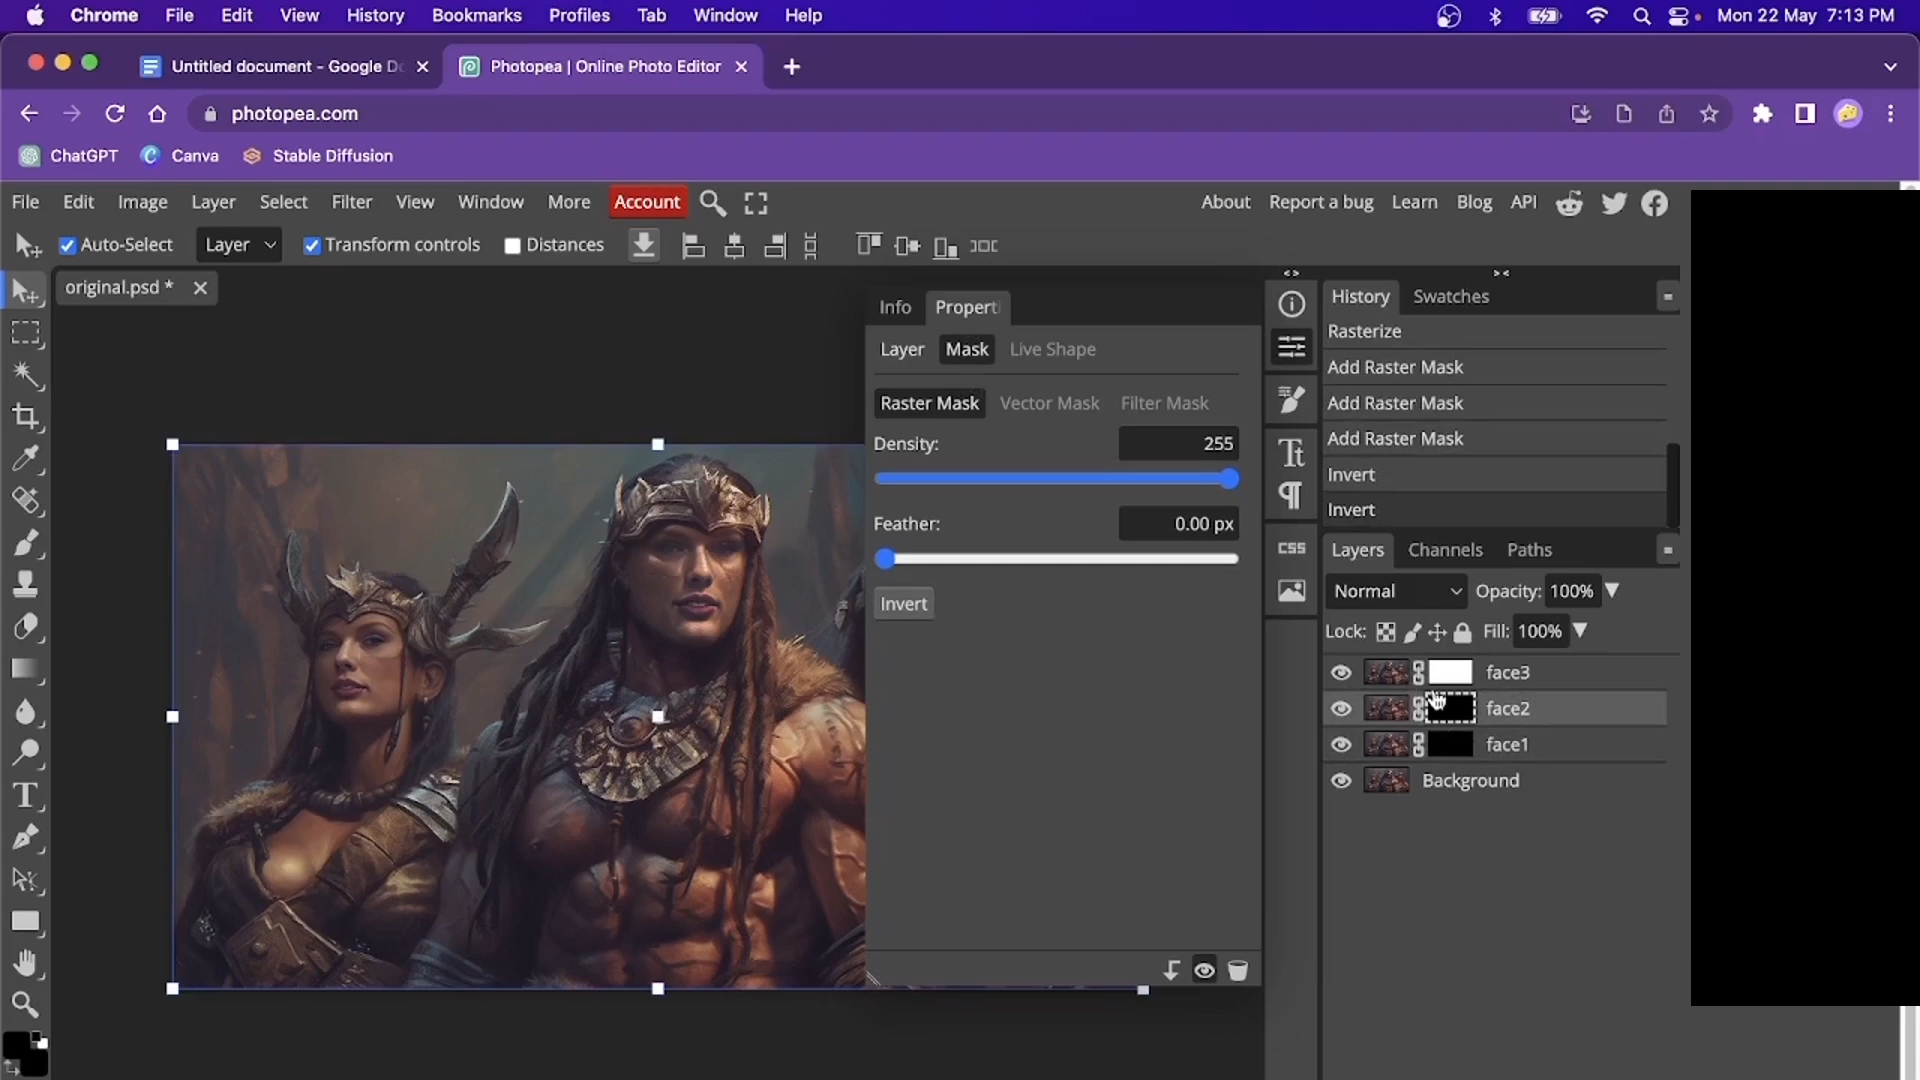 Chrome File Edit View History Bookmarks Profiles Tab Window Help Mon 22 May 7:13 PM
Untitled document - Google Do Photopea | Online Photo Editor
photopea.com
ChatGPT Canva Stable Diffusion
File Edit Image Layer Select Filter View Window More Account About Report a bug Learn Blog API
Auto-Select Layer Transform controls Distances
original.psd *
Info Properti
Layer Mask Live Shape
Raster Mask Vector Mask Filter Mask
Density: 255
Feather: 0.00 px
Invert
CSS
History Swatches
Rasterize
Add Raster Mask
Add Raster Mask
Add Raster Mask
Invert
Invert
Layers Channels Paths
Normal Opacity: 100%
Lock: Fill: 100%
face3
face2
face1
Background